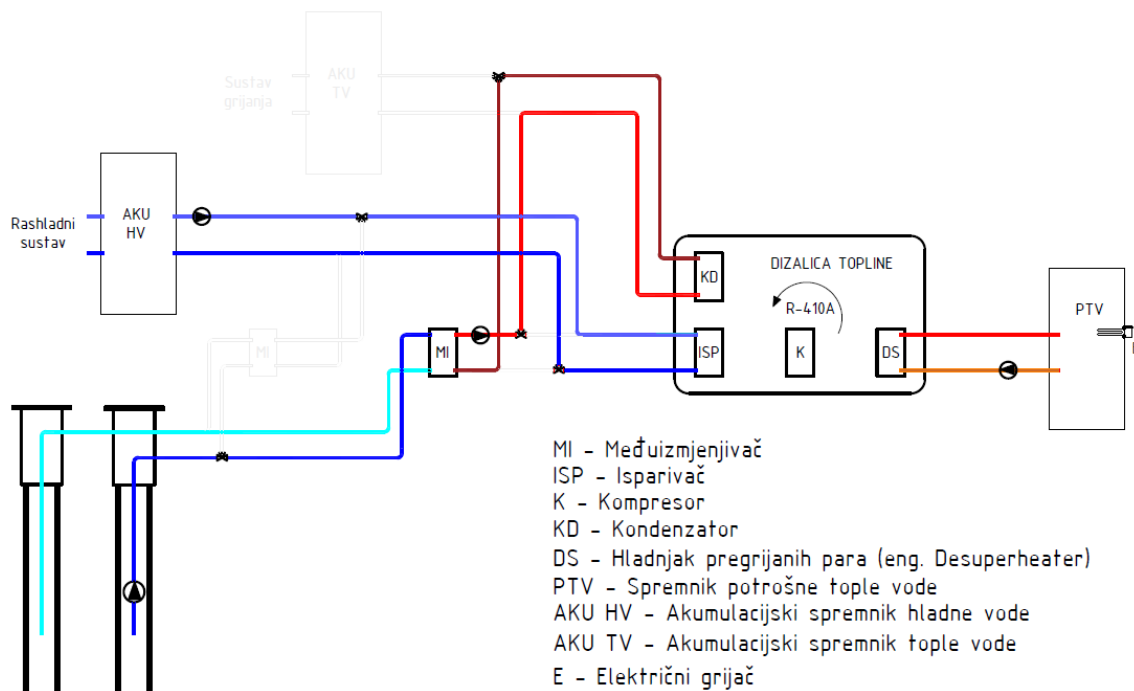 Sustav
grijanja
AKU
TV
Rashladni
sustav
AKU
HV
MI
MI
KD
DIZALICA TOPLINE
R-410A
ISP
K
DS
PTV
MI - Međuizmjenjivač
ISP - Isparivač
K - Kompresor
KD - Kondenzator
DS - Hladnjak pregrijanih para (eng. Desuperheater)
PTV - Spremnik potrošne tople vode
AKU HV - Akumulacijski spremnik hladne vode
AKU TV - Akumulacijski spremnik tople vode
E - Električni grijač